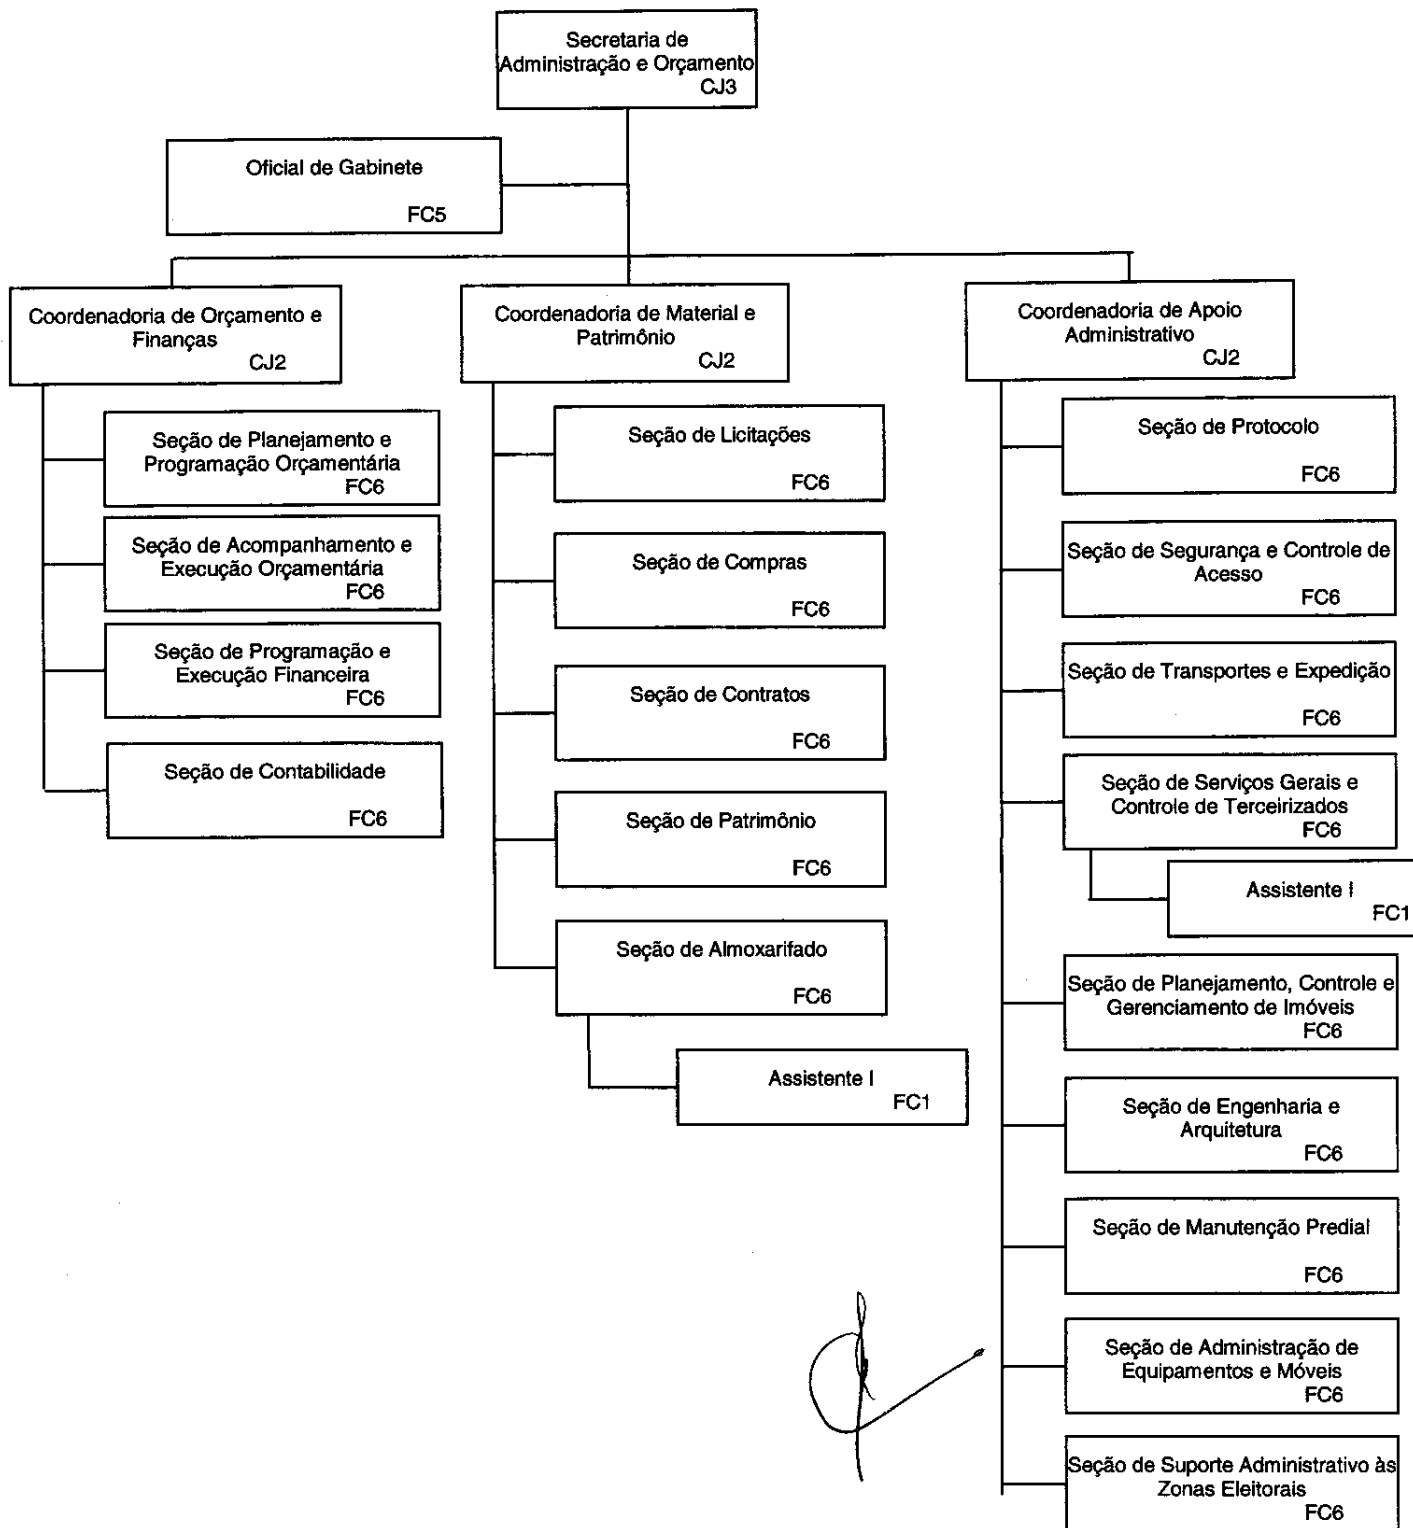 Secretaria de
Administração e Orçamento
CJ3
Oficial de Gabinete
FC5
Coordenadoria de Orçamento e
Finanças
CJ2
Seção de Planejamento e
Programação Orçamentária
FC6
Seção de Acompanhamento e
Execução Orçamentária
FC6
Seção de Programação e
Execução Financeira
FC6
Seção de Contabilidade
FC6
Coordenadoria de Material e
Patrimônio
CJ2
Seção de Licitações
FC6
Seção de Compras
FC6
Seção de Contratos
FC6
Seção de Patrimônio
FC6
Seção de Almoxarifado
FC6
Assistente I
FC1
Coordenadoria de Apoio
Administrativo
CJ2
Seção de Protocolo
FC6
Seção de Segurança e Controle de
Acesso
FC6
Seção de Transportes e Expedição
FC6
Seção de Serviços Gerais e
Controle de Terceirizados
FC6
Assistente I
FC1
Seção de Planejamento, Controle e
Gerenciamento de Imóveis
FC6
Seção de Engenharia e
Arquitetura
FC6
Seção de Manutenção Predial
FC6
Seção de Administração de
Equipamentos e Móveis
FC6
Seção de Suporte Administrativo às
Zonas Eleitorais
FC6